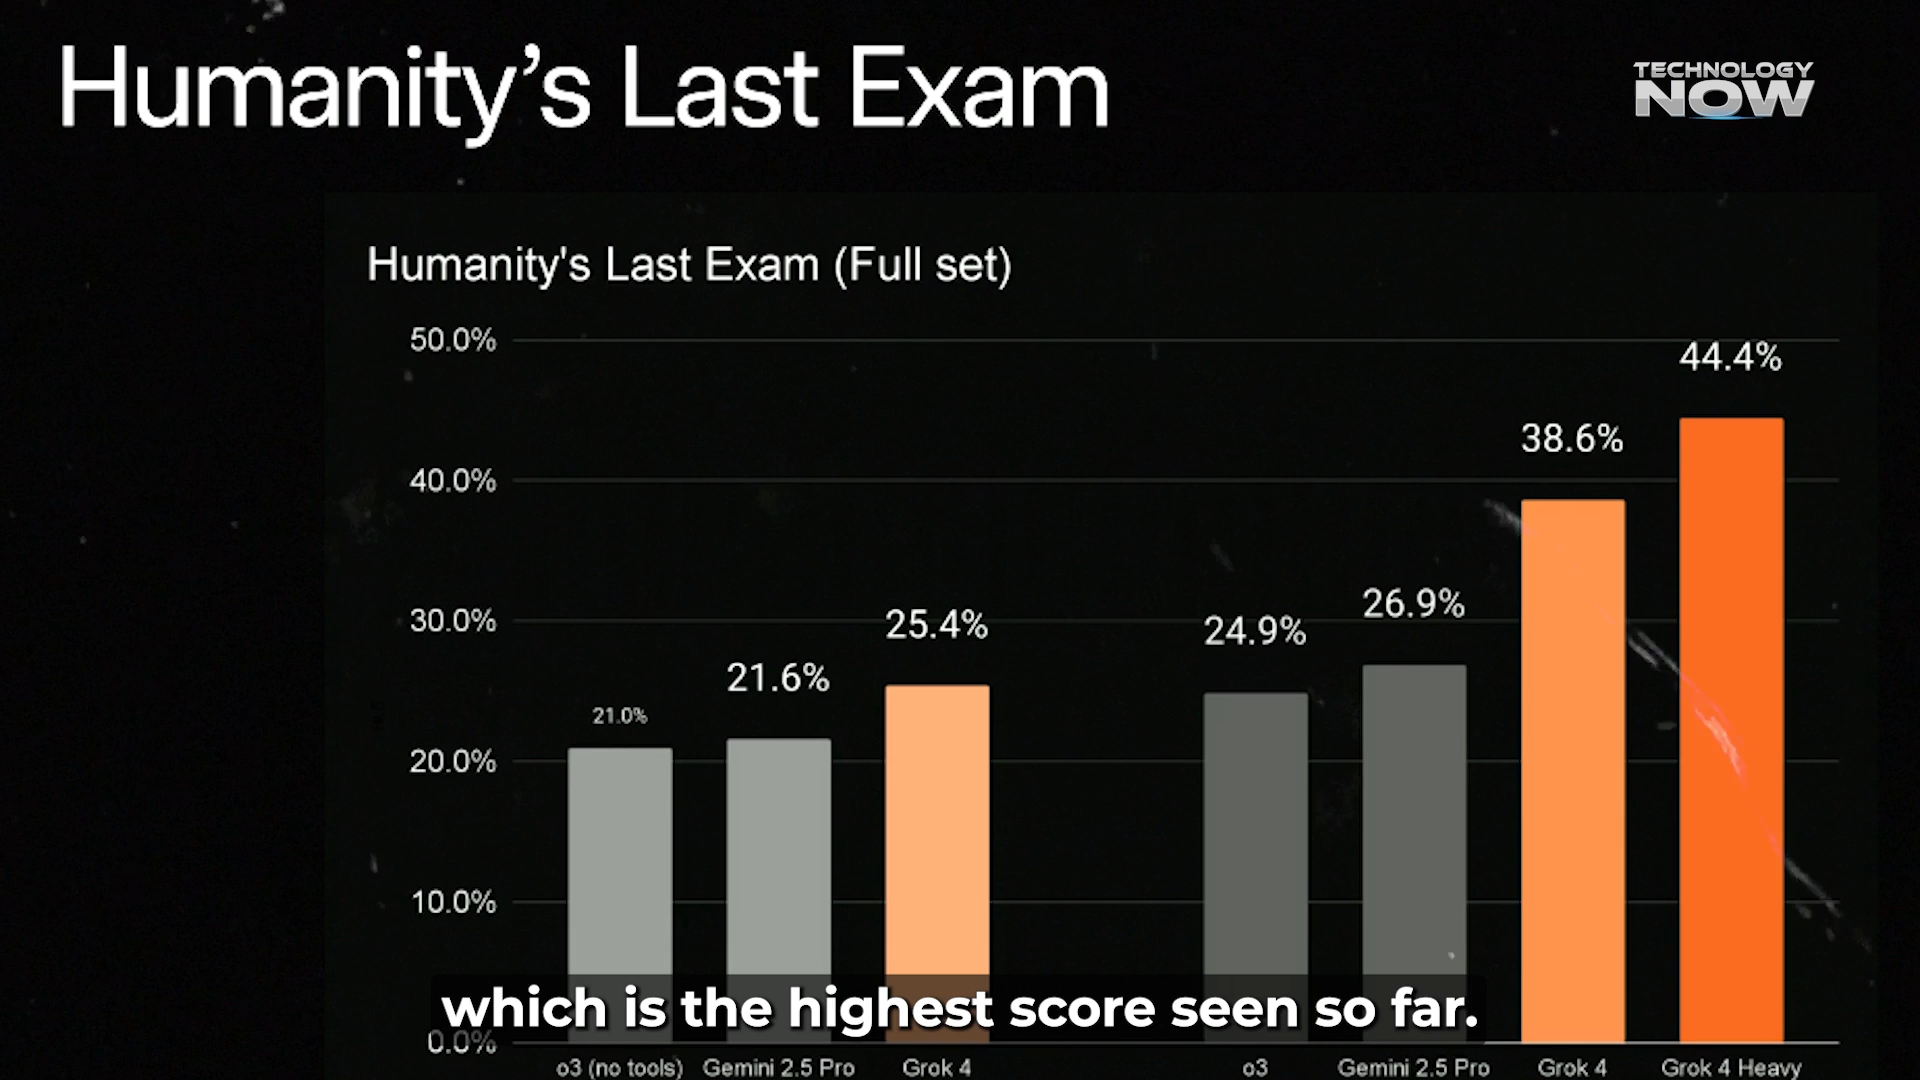 Humanity's Last Exam
TECHNOLOGY
NOW
Humanity's Last Exam (Full set)
50.0%
44.4%
38.6%
40.0%
30.0%
25.4%
24.9%
26.9%
21.6%
21.0%
20.0%
10.0%
which is the highest score seen so far.
0.0%
o3 (no tools) Gemini 2.5 Pro Grok 4 o3 Gemini 2.5 Pro Grok 4 Grok 4 Heavy